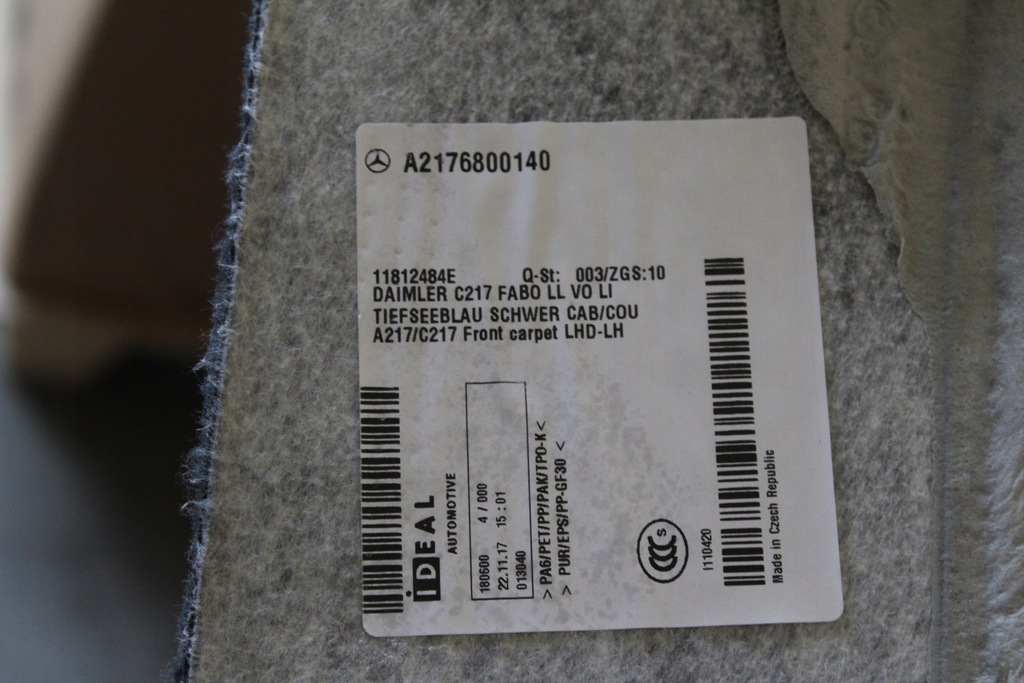 A2176800140
11812484E Q-St: 003/ZGS:10
DAIMLER C217 FABO LL VO LI
TIEFSEEBLAU SCHWER CAB/COU
A217/C217 Front carpet LHD-LH
iDEAL
AUTOMOTIVE
180600 4 / 000
22.11.17 15:01
013040
> PA6/PET/PP/PAK/TPO-K <
> PUR/EPS/PP-GF30 <
CCC S
I110420
Made in Czech Republic